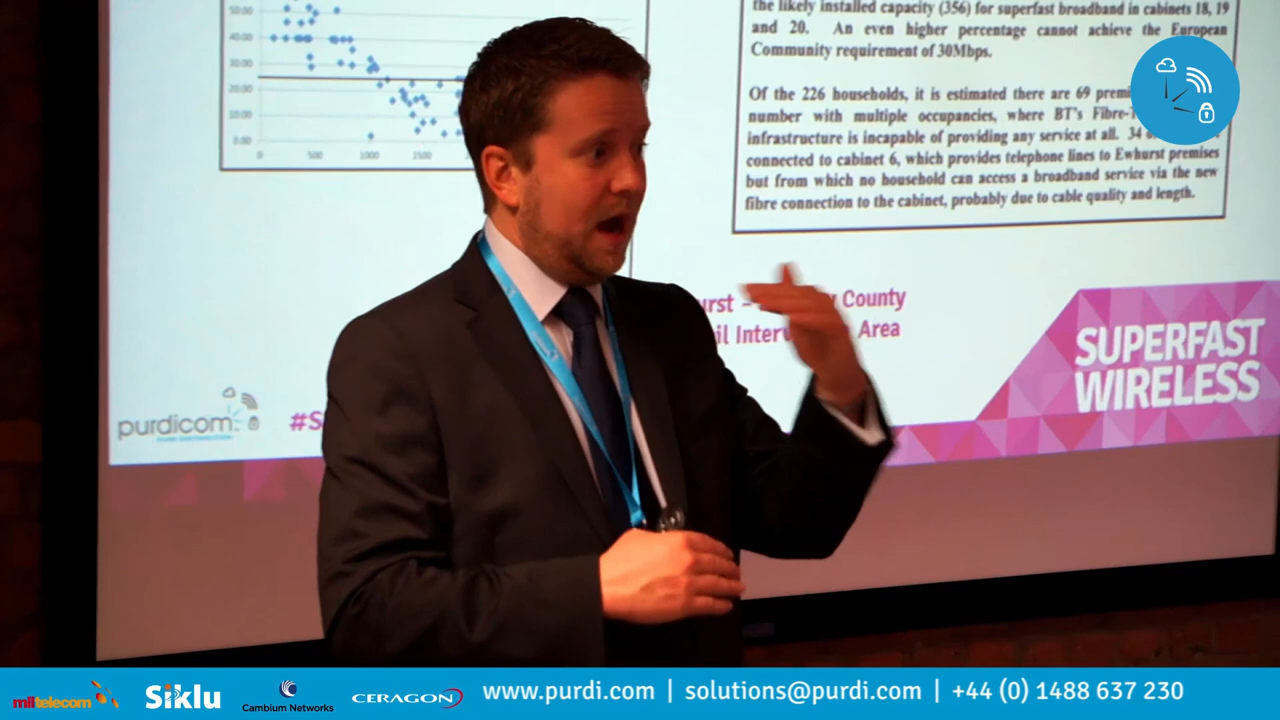 50.00
40.00
30.00
20.00
10.00
0.00
0
500
1000
1500
the likely installed capacity (356) for superfast broadband in cabinets 18, 19
and 20. An even higher percentage cannot achieve the European
Community requirement of 30Mbps.
Of the 226 households, it is estimated there are 69
number with multiple occupancies, where BT's
infrastructure is incapable of providing any service at all. 34
connected to cabinet 6, which provides telephone lines to Ewhurst premises
but from which no household can access a broadband service via the new
fibre connection to the cabinet, probably due to cable quality and length.
County
Area
SUPERFAST
WIRELESS
purdicom
#S
mlltelecom
Siklu
Cambium Networks
CERAGON
www.purdi.com | solutions@purdi.com | +44 (0) 1488 637 230